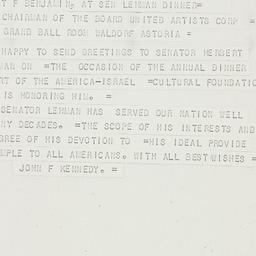 T F BENJAMIN, AT SEN LEHMAN DINNER=
CHAIRMAN OF THE BOARD UNITED ARTISTS CORP =
GRAND BALL ROOM WALDORF ASTORIA =
HAPPY TO SEND GREETINGS TO SENATOR HERBERT
MAN ON =THE OCCASION OF THE ANNUAL DINNER
RT OF THE AMERICA-ISRAEL =CULTURAL FOUNDATIO
IS HONORING HIM. =
SENATOR LEHMAN HAS SERVED OUR NATION WELL
NY DECADES. =THE SCOPE OF HIS INTERESTS AND
GREE OF HIS DEVOTION TO =HIS IDEAL PROVIDE
MPLE TO ALL AMERICANS. WITH ALL BEST WISHES =
JOHN F KENNEDY. =